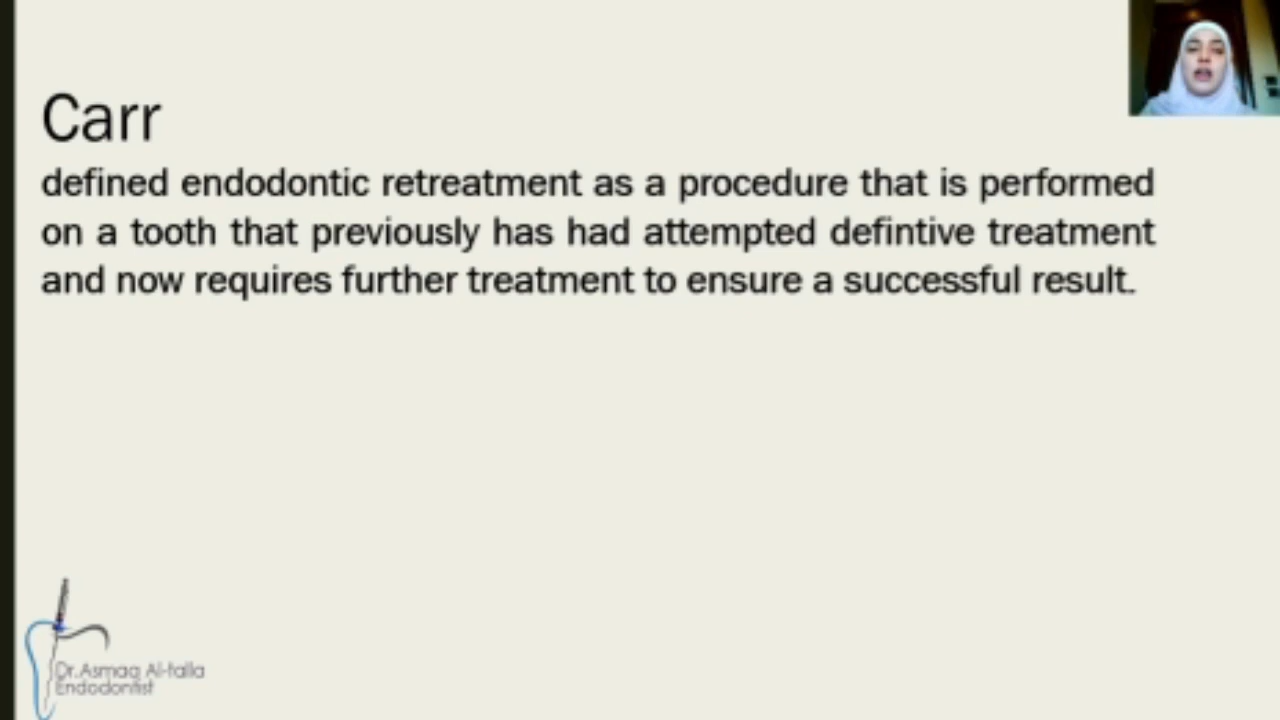 Carr
defined endodontic retreatment as a procedure that is performed
on a tooth that previously has had attempted defintive treatment
and now requires further treatment to ensure a successful result.
Dr.Asmaa Al-talla
Endodontist